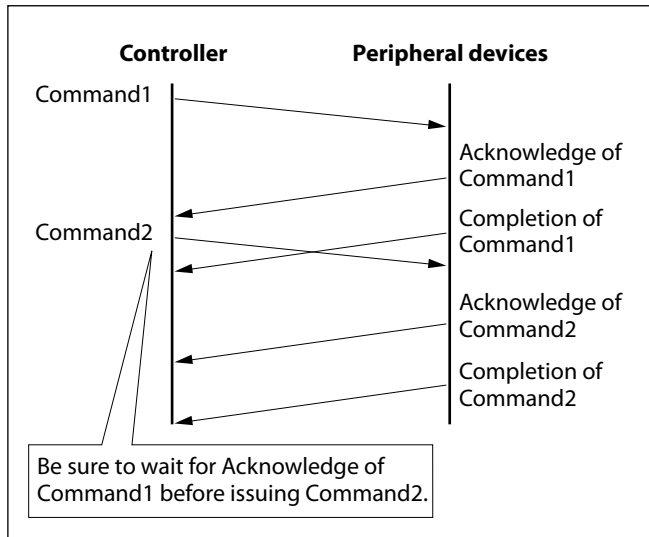 Controller
Peripheral devices
Command1
Acknowledge of
Command1
Command2
Completion of
Command1
Acknowledge of
Command2
Completion of
Command2
Be sure to wait for Acknowledge of
Command1 before issuing Command2.